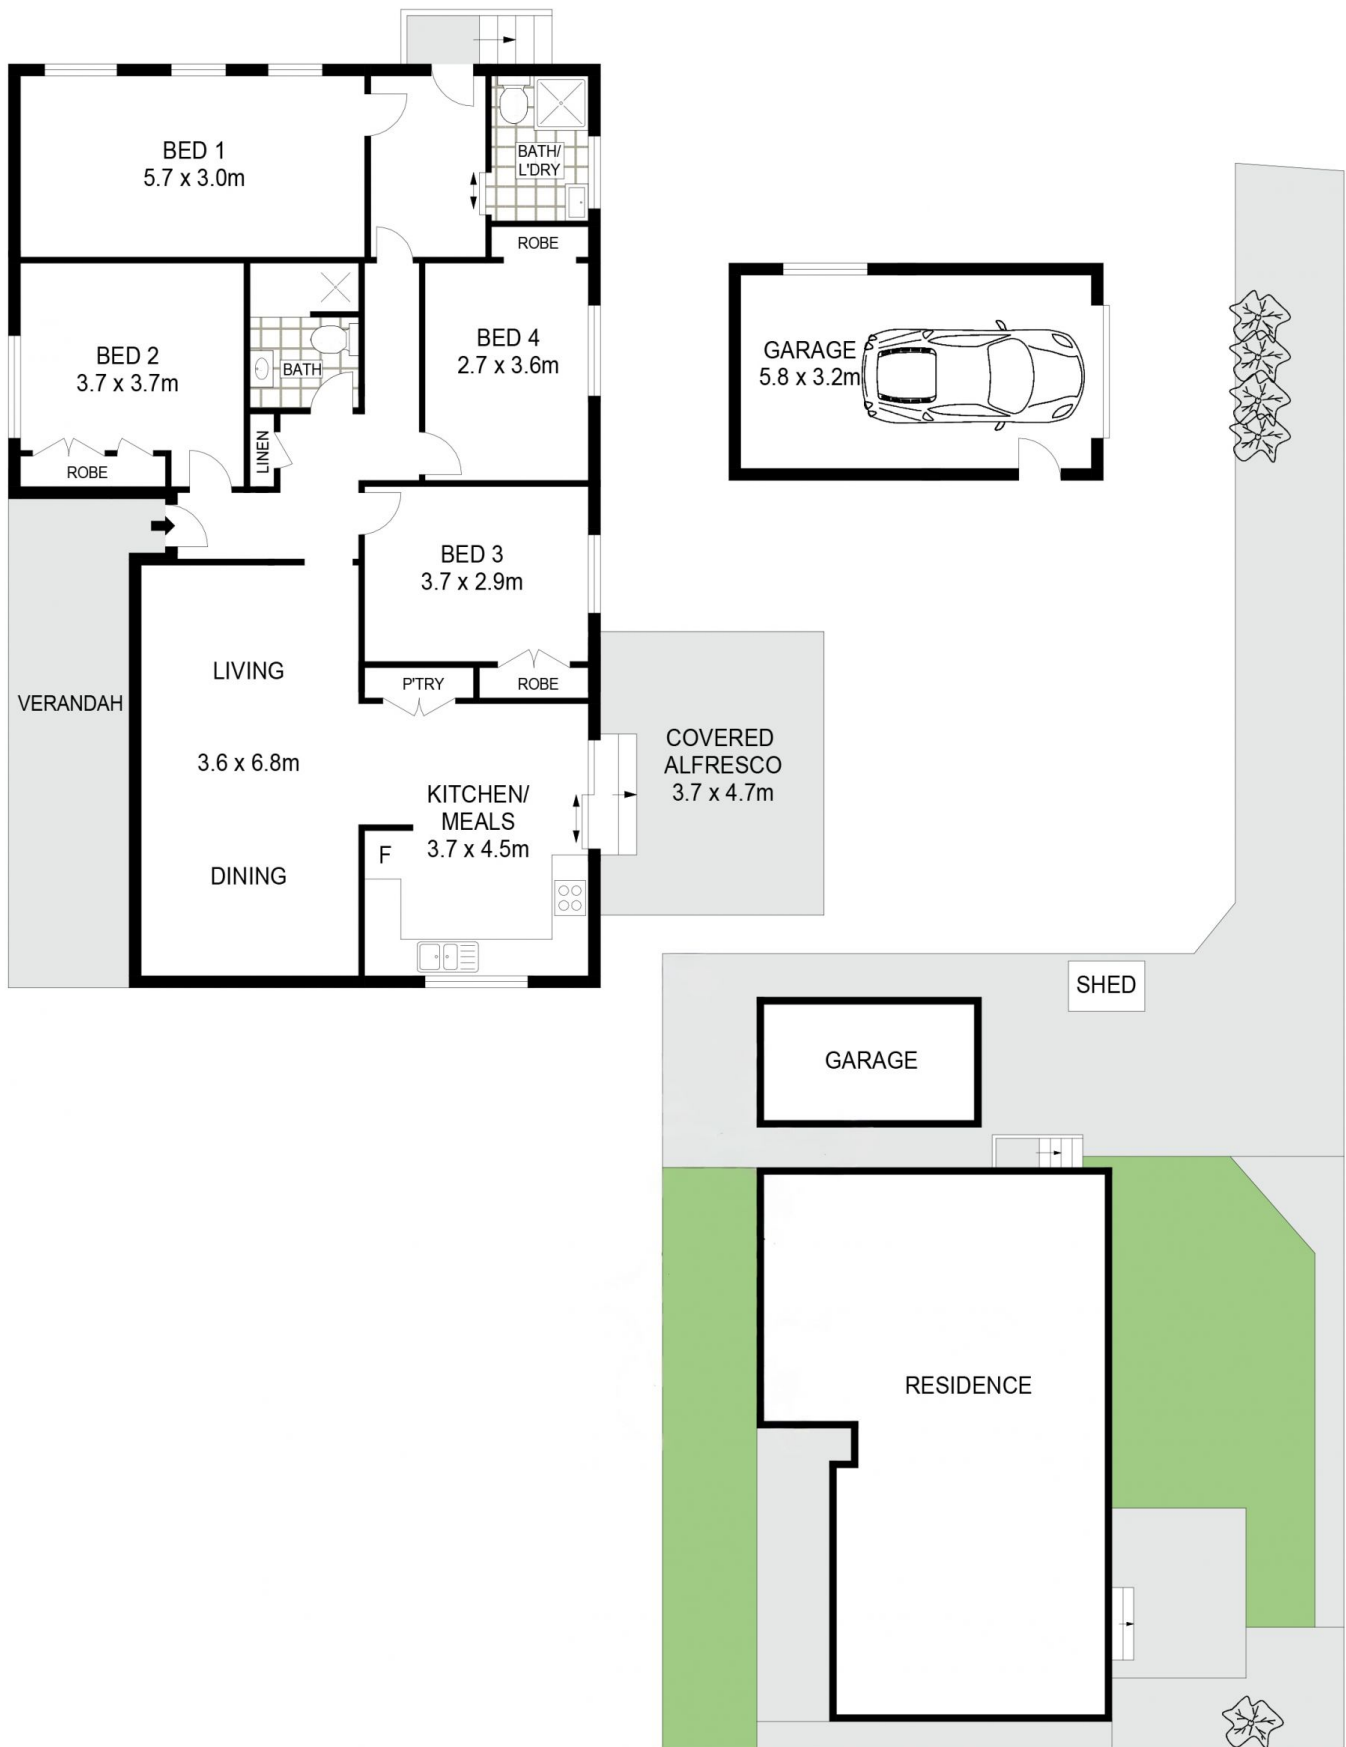 BED 1
5.7 x 3.0m
BATH/
L'DRY
ROBE
BED 2
3.7 x 3.7m
ROBE
BATH
LINEN
BED 4
2.7 x 3.6m
GARAGE
5.8 x 3.2m
BED 3
3.7 x 2.9m
P'TRY
ROBE
VERANDAH
LIVING
3.6 x 6.8m
DINING
KITCHEN/
MEALS
3.7 x 4.5m
F
COVERED
ALFRESCO
3.7 x 4.7m
SHED
GARAGE
RESIDENCE